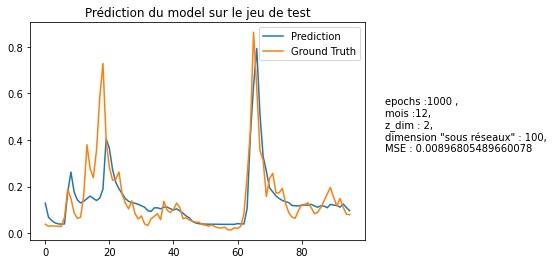 Prédiction du model sur le jeu de test
Prediction
Ground Truth
0.8
0.6
0.4
0.2
0.0
0
20
40
60
80
epochs :1000 ,
mois :12,
z_dim : 2,
dimension "sous réseaux" : 100,
MSE : 0.00896805489660078